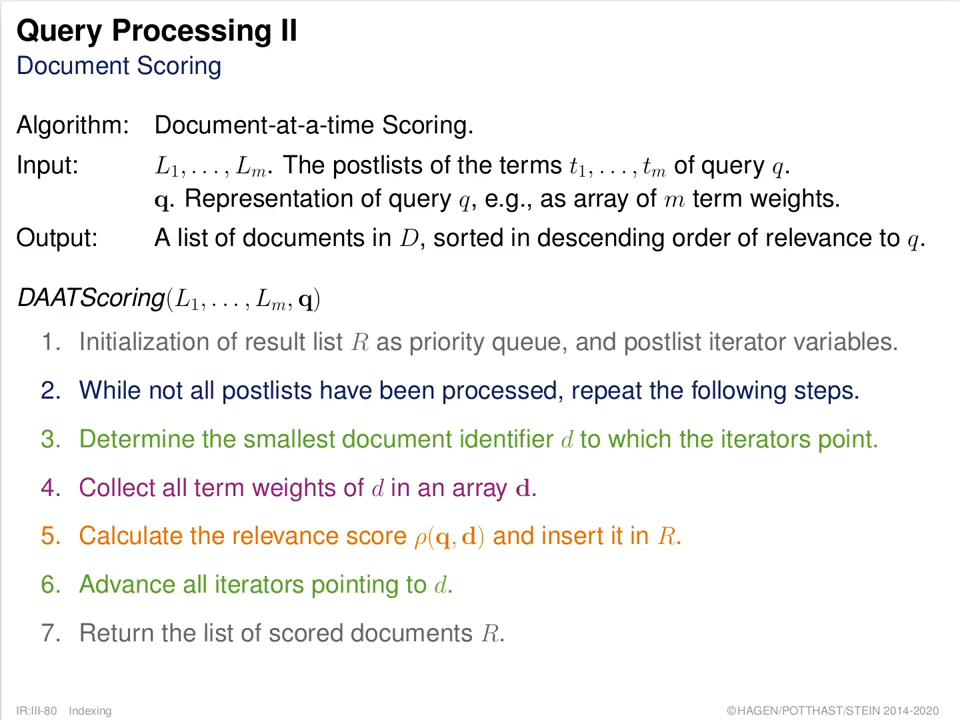 Query Processing II
Document Scoring
Algorithm: Document-at-a-time Scoring.
Input: L1, . . . , Lm. The postlists of the terms t1, . . . , tm of query q.
q. Representation of query q, e.g., as array of m term weights.
Output: A list of documents in D, sorted in descending order of relevance to q.
DAATScoring(L1, . . . , Lm, q)
1. Initialization of result list R as priority queue, and postlist iterator variables.
2. While not all postlists have been processed, repeat the following steps.
3. Determine the smallest document identifier d to which the iterators point.
4. Collect all term weights of d in an array d.
5. Calculate the relevance score ρ(q, d) and insert it in R.
6. Advance all iterators pointing to d.
7. Return the list of scored documents R.
IR:III-80 Indexing ©HAGEN/POTTHAST/STEIN 2014-2020